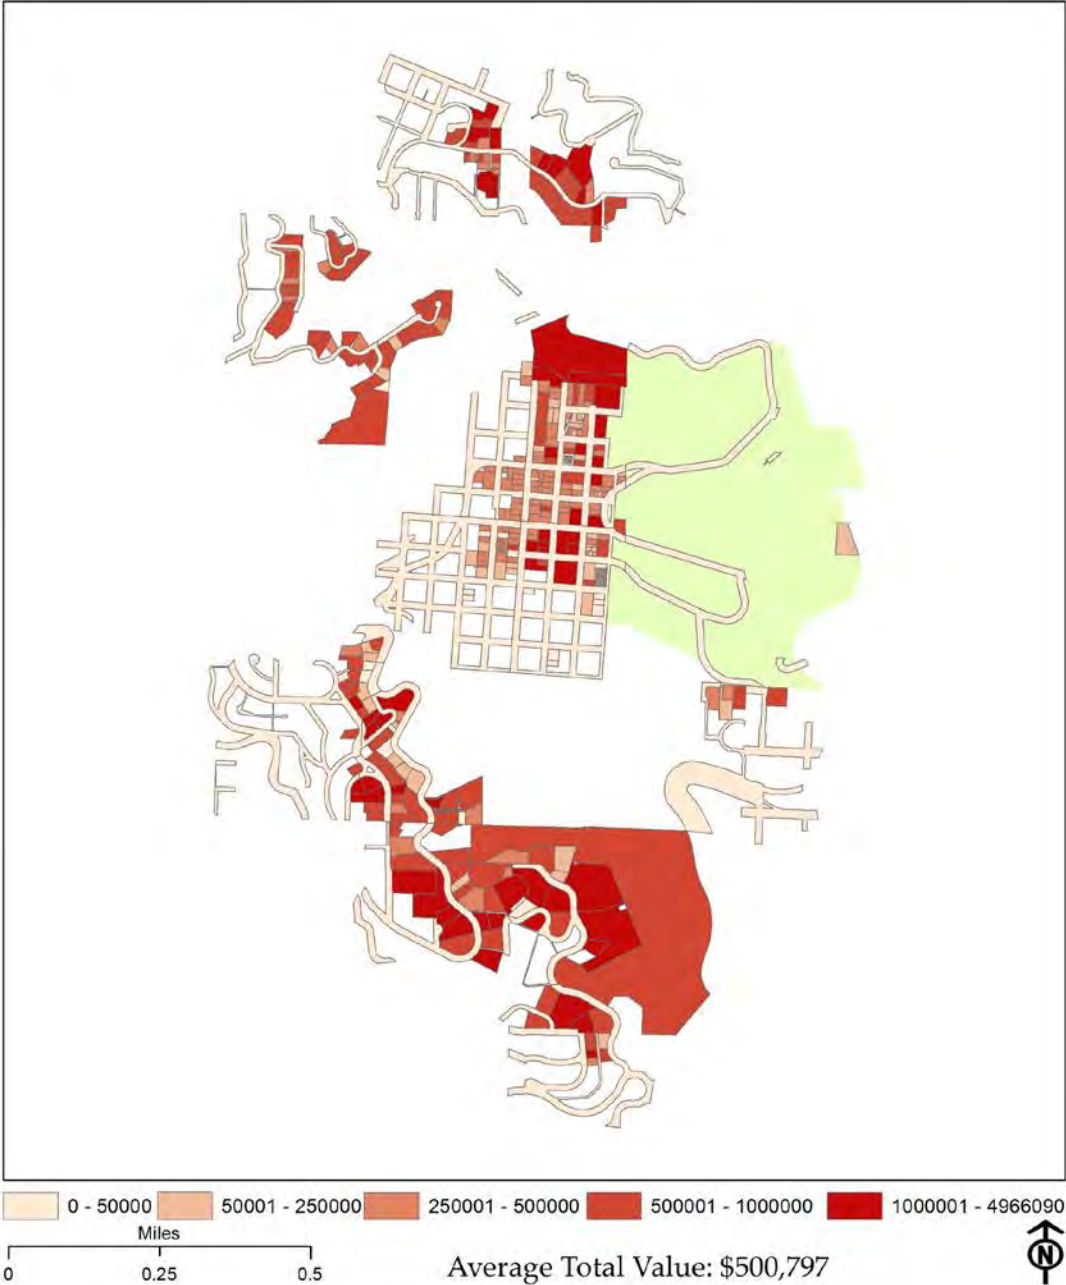 0 - 50000 50001 - 250000 250001 - 500000 500001 - 1000000 1000001 - 4966090
Miles
0 0.25 0.5
Average Total Value: $500,797
N